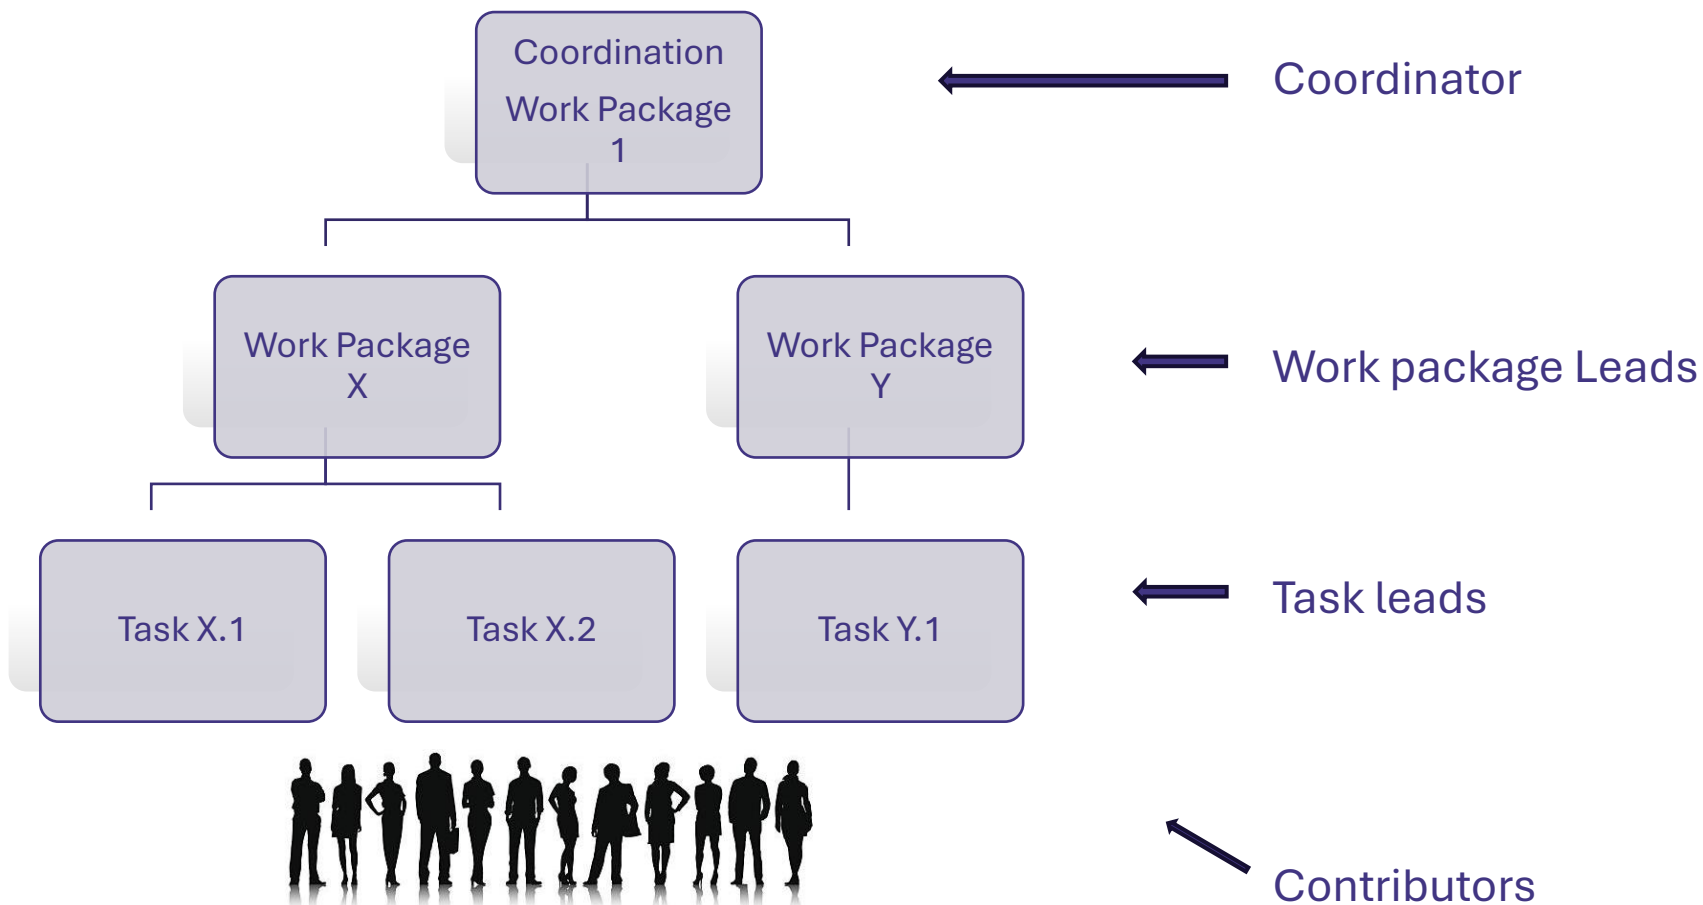 Coordination
Work Package
1
Coordinator
Work Package
X
Work Package
Y
Work package Leads
Task X.1
Task X.2
Task Y.1
Task leads
Contributors